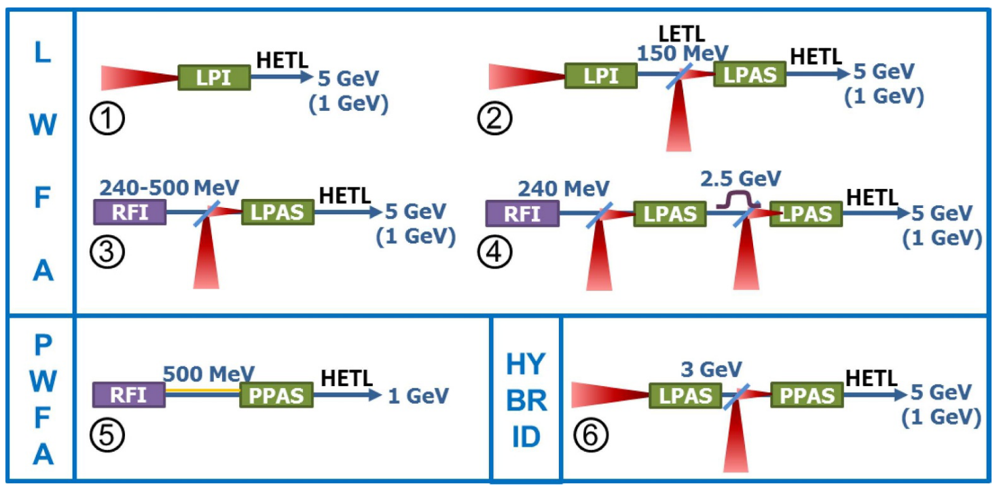 L
W
F
A
LPI
HETL
5 GeV
(1 GeV)
①
LPI
LETL
150 MeV
LPAS
HETL
5 GeV
(1 GeV)
②
240-500 MeV
RFI
LPAS
HETL
5 GeV
(1 GeV)
③
240 MeV
RFI
LPAS
2.5 GeV
LPAS
HETL
5 GeV
(1 GeV)
④
P
W
F
A
500 MeV
RFI
PPAS
HETL
1 GeV
⑤
HY
BR
ID
LPAS
3 GeV
PPAS
HETL
5 GeV
(1 GeV)
⑥